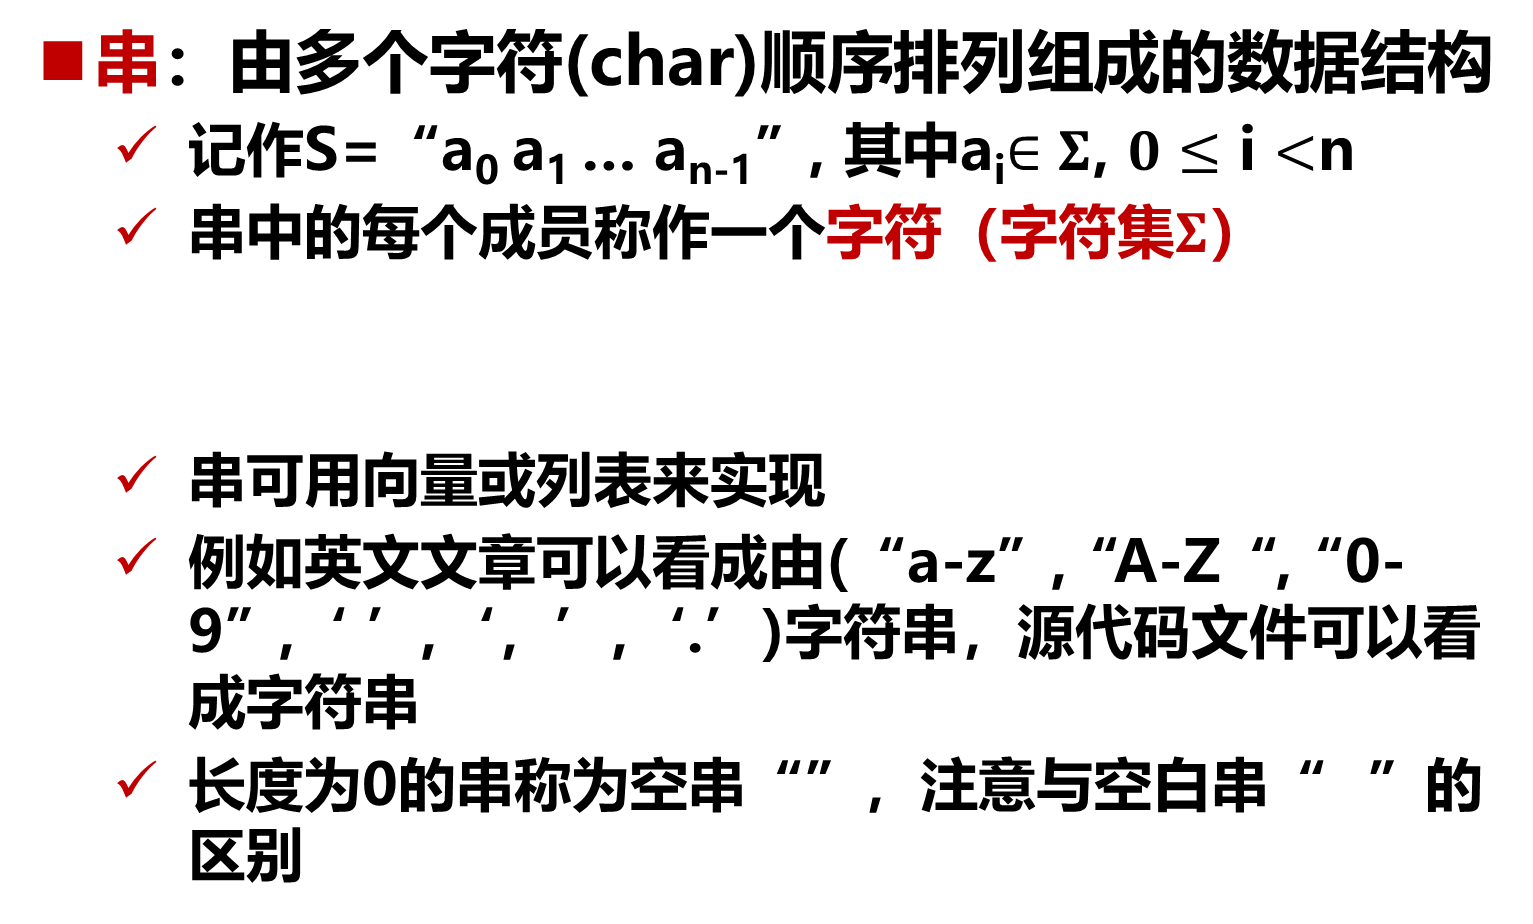 ■串：由多个字符(char)顺序排列组成的数据结构
✓ 记作S=“a₀ a₁ … aₙ₋₁”, 其中aᵢ∈ Σ, 0 ≤ i <n
✓ 串中的每个成员称作一个字符（字符集Σ）
✓ 串可用向量或列表来实现
✓ 例如英文文章可以看成由(“a-z”, “A-Z “, “0-
9”, ‘ ’, ‘, ’, ‘.’)字符串，源代码文件可以看
成字符串
✓ 长度为0的串称为空串“”，注意与空白串“ ”的
区别